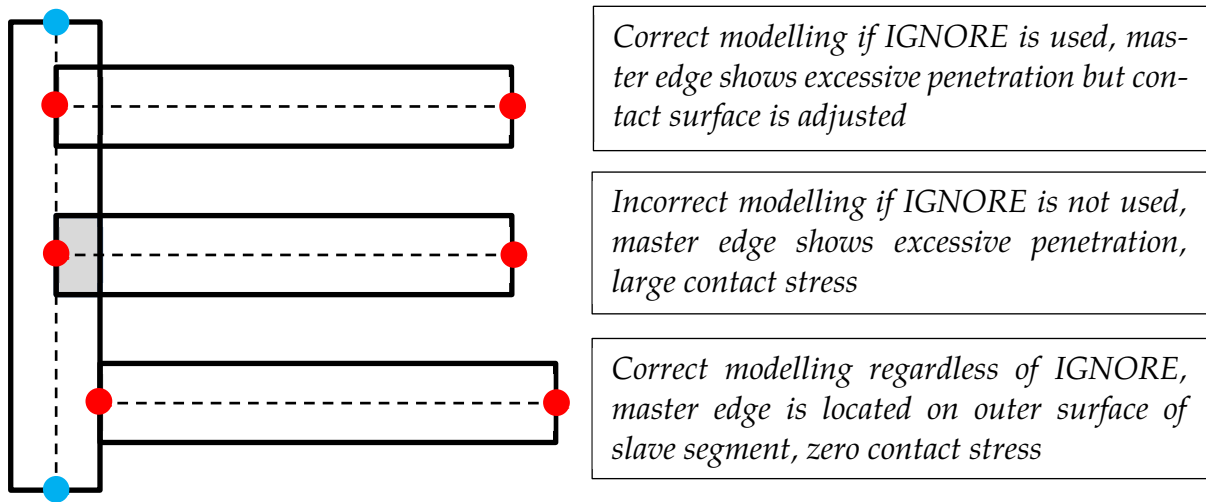 Correct modelling if IGNORE is used, mas-
ter edge shows excessive penetration but con-
tact surface is adjusted
Incorrect modelling if IGNORE is not used,
master edge shows excessive penetration,
large contact stress
Correct modelling regardless of IGNORE,
master edge is located on outer surface of
slave segment, zero contact stress